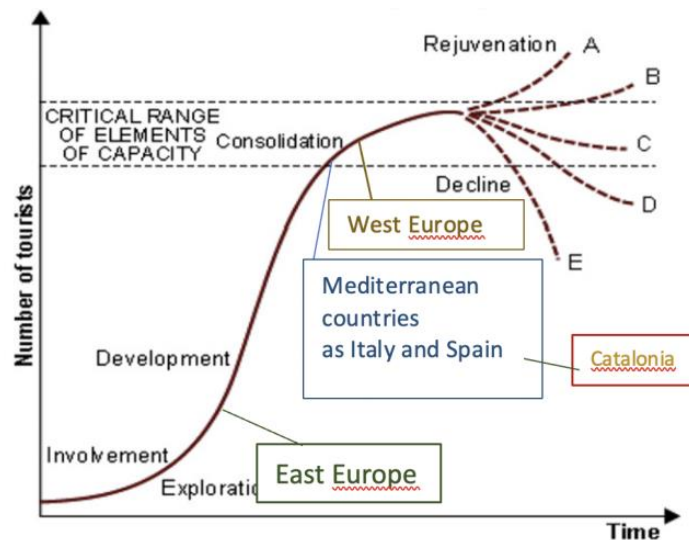 Rejuvenation
A
B
CRITICAL RANGE
OF ELEMENTS
OF CAPACITY
Consolidation
C
Decline
D
West Europe
E
Mediterranean
countries
as Italy and Spain
Catalonia
Number of tourists
Development
Involvement
East Europe
Exploratic
Time